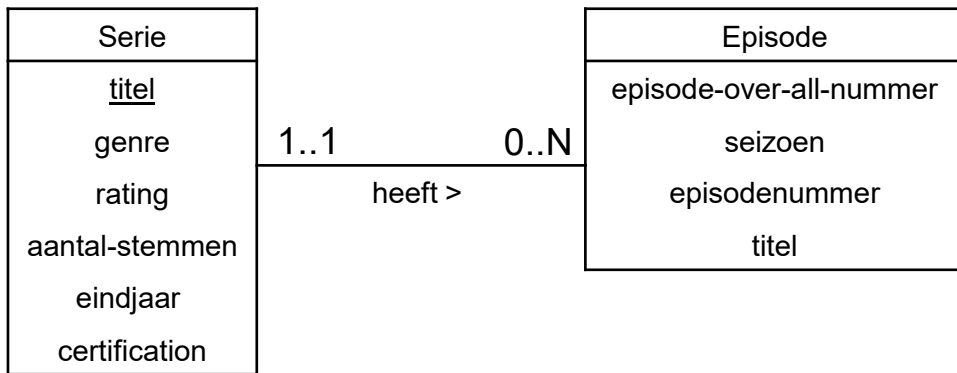 Serie
titel
genre
rating
aantal-stemmen
eindjaar
certification
1..1
0..N
heeft >
Episode
episode-over-all-nummer
seizoen
episodenummer
titel